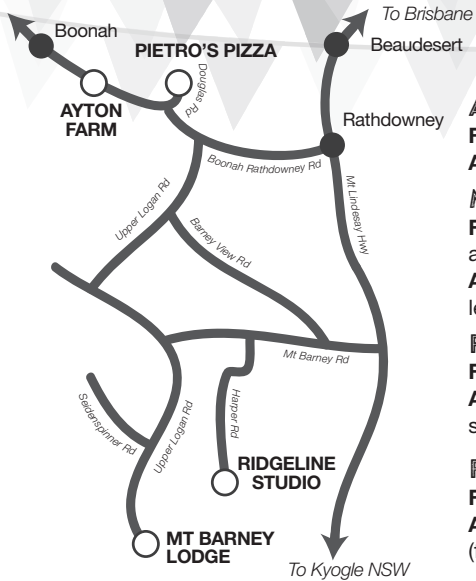 To Brisbane
Boonah
PIETRO'S PIZZA
Beaudesert
Douglas Rd
AYTON
FARM
Rathdowney
Boonah Rathdowney Rd
Mt Lindesay Hwy
Upper Logan Rd
Barney View Rd
Mt Barney Rd
Seidenspinner Rd
Upper Logan Rd
Harper Rd
RIDGELINE
STUDIO
MT BARNEY
LODGE
To Kyogle NSW